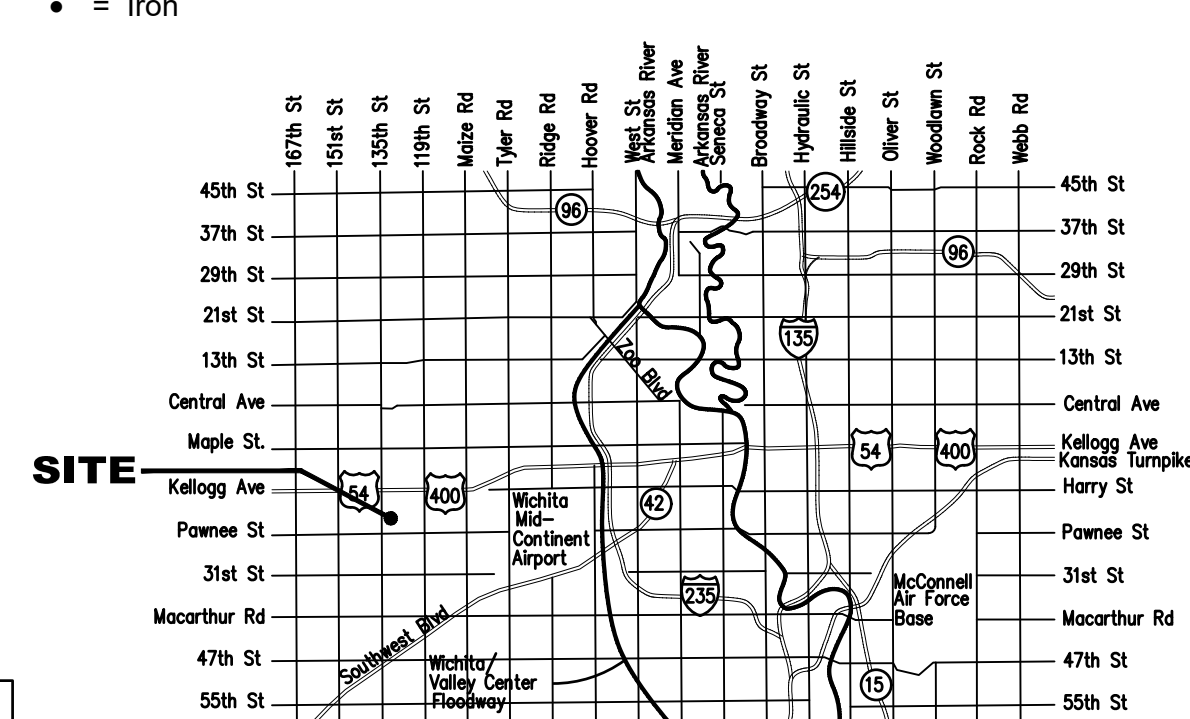 • = Iron
167th St
151st St
135th St
119th St
Maize Rd
Tyler Rd
Ridge Rd
Hoover Rd
West St
Arkansas River
Meridian Ave
Arkansas River
Seneca St
Broadway St
Hydraulic St
Hillside St
Oliver St
Woodlawn St
Rock Rd
Webb Rd
45th St
37th St
29th St
21st St
13th St
Central Ave
Maple St.
SITE
Kellogg Ave
Pawnee St
31st St
Macarthur Rd
47th St
55th St
96
254
96
135
Zoo Blvd
54
400
54
400
42
Wichita
Mid-
Continent
Airport
235
McConnell
Air Force
Base
Southwest Blvd
Wichita/
Valley Center
Floodway
15
45th St
37th St
29th St
21st St
13th St
Central Ave
Kellogg Ave
Kansas Turnpike
Harry St
Pawnee St
31st St
Macarthur Rd
47th St
55th St